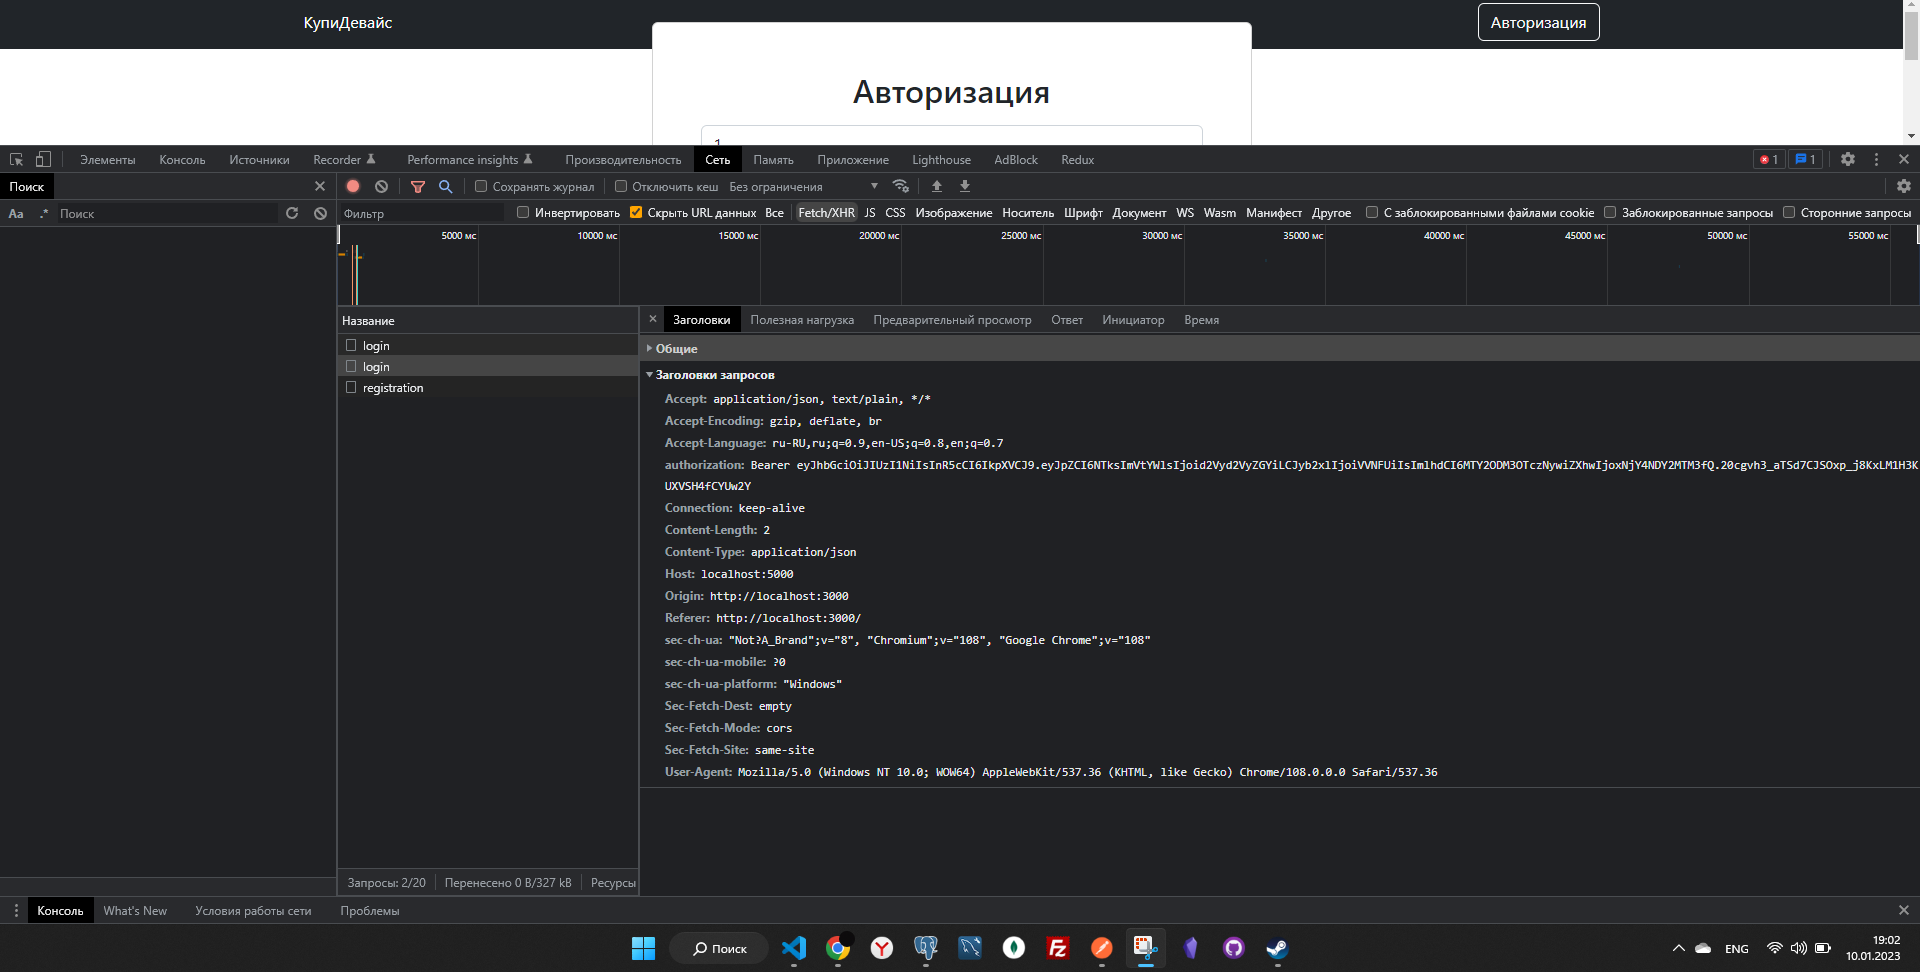 КупиДевайс
Авторизация
Авторизация
1
Элементы Консоль Источники Recorder Performance insights Производительность Сеть Память Приложение Lighthouse AdBlock Redux 1 1
Поиск
Сохранять журнал Отключить кеш Без ограничения
Aa .* Поиск
Фильтр Инвертировать Скрыть URL данных Все Fetch/XHR JS CSS Изображение Носитель Шрифт Документ WS Wasm Манифест Другое С заблокированными файлами cookie Заблокированные запросы Сторонние запросы
5000 мс 10000 мс 15000 мс 20000 мс 25000 мс 30000 мс 35000 мс 40000 мс 45000 мс 50000 мс 55000 мс
Название
login
login
registration
Заголовки Полезная нагрузка Предварительный просмотр Ответ Инициатор Время
Общие
Заголовки запросов
Accept: application/json, text/plain, */*
Accept-Encoding: gzip, deflate, br
Accept-Language: ru-RU,ru;q=0.9,en-US;q=0.8,en;q=0.7
authorization: Bearer eyJhbGciOiJIUzI1NiIsInR5cCI6IkpXVCJ9.eyJpZCI6NTksImVtYWlsIjoid2Vyd2VyZGYiLCJyb2xlIjoiVVNFUiIsImlhdCI6MTY2ODM3OTczNywiZXhwIjoxNjY4NDY2MTM3fQ.20cgvh3_aTSd7CJSOxp_j8KxLM1H3K
UXVSH4fCYUw2Y
Connection: keep-alive
Content-Length: 2
Content-Type: application/json
Host: localhost:5000
Origin: http://localhost:3000
Referer: http://localhost:3000/
sec-ch-ua: "Not?A_Brand";v="8", "Chromium";v="108", "Google Chrome";v="108"
sec-ch-ua-mobile: ?0
sec-ch-ua-platform: "Windows"
Sec-Fetch-Dest: empty
Sec-Fetch-Mode: cors
Sec-Fetch-Site: same-site
User-Agent: Mozilla/5.0 (Windows NT 10.0; WOW64) AppleWebKit/537.36 (KHTML, like Gecko) Chrome/108.0.0.0 Safari/537.36
Запросы: 2/20 Перенесено 0 B/327 kB Ресурсы
Консоль What's New Условия работы сети Проблемы
Поиск
ENG
19:02
10.01.2023